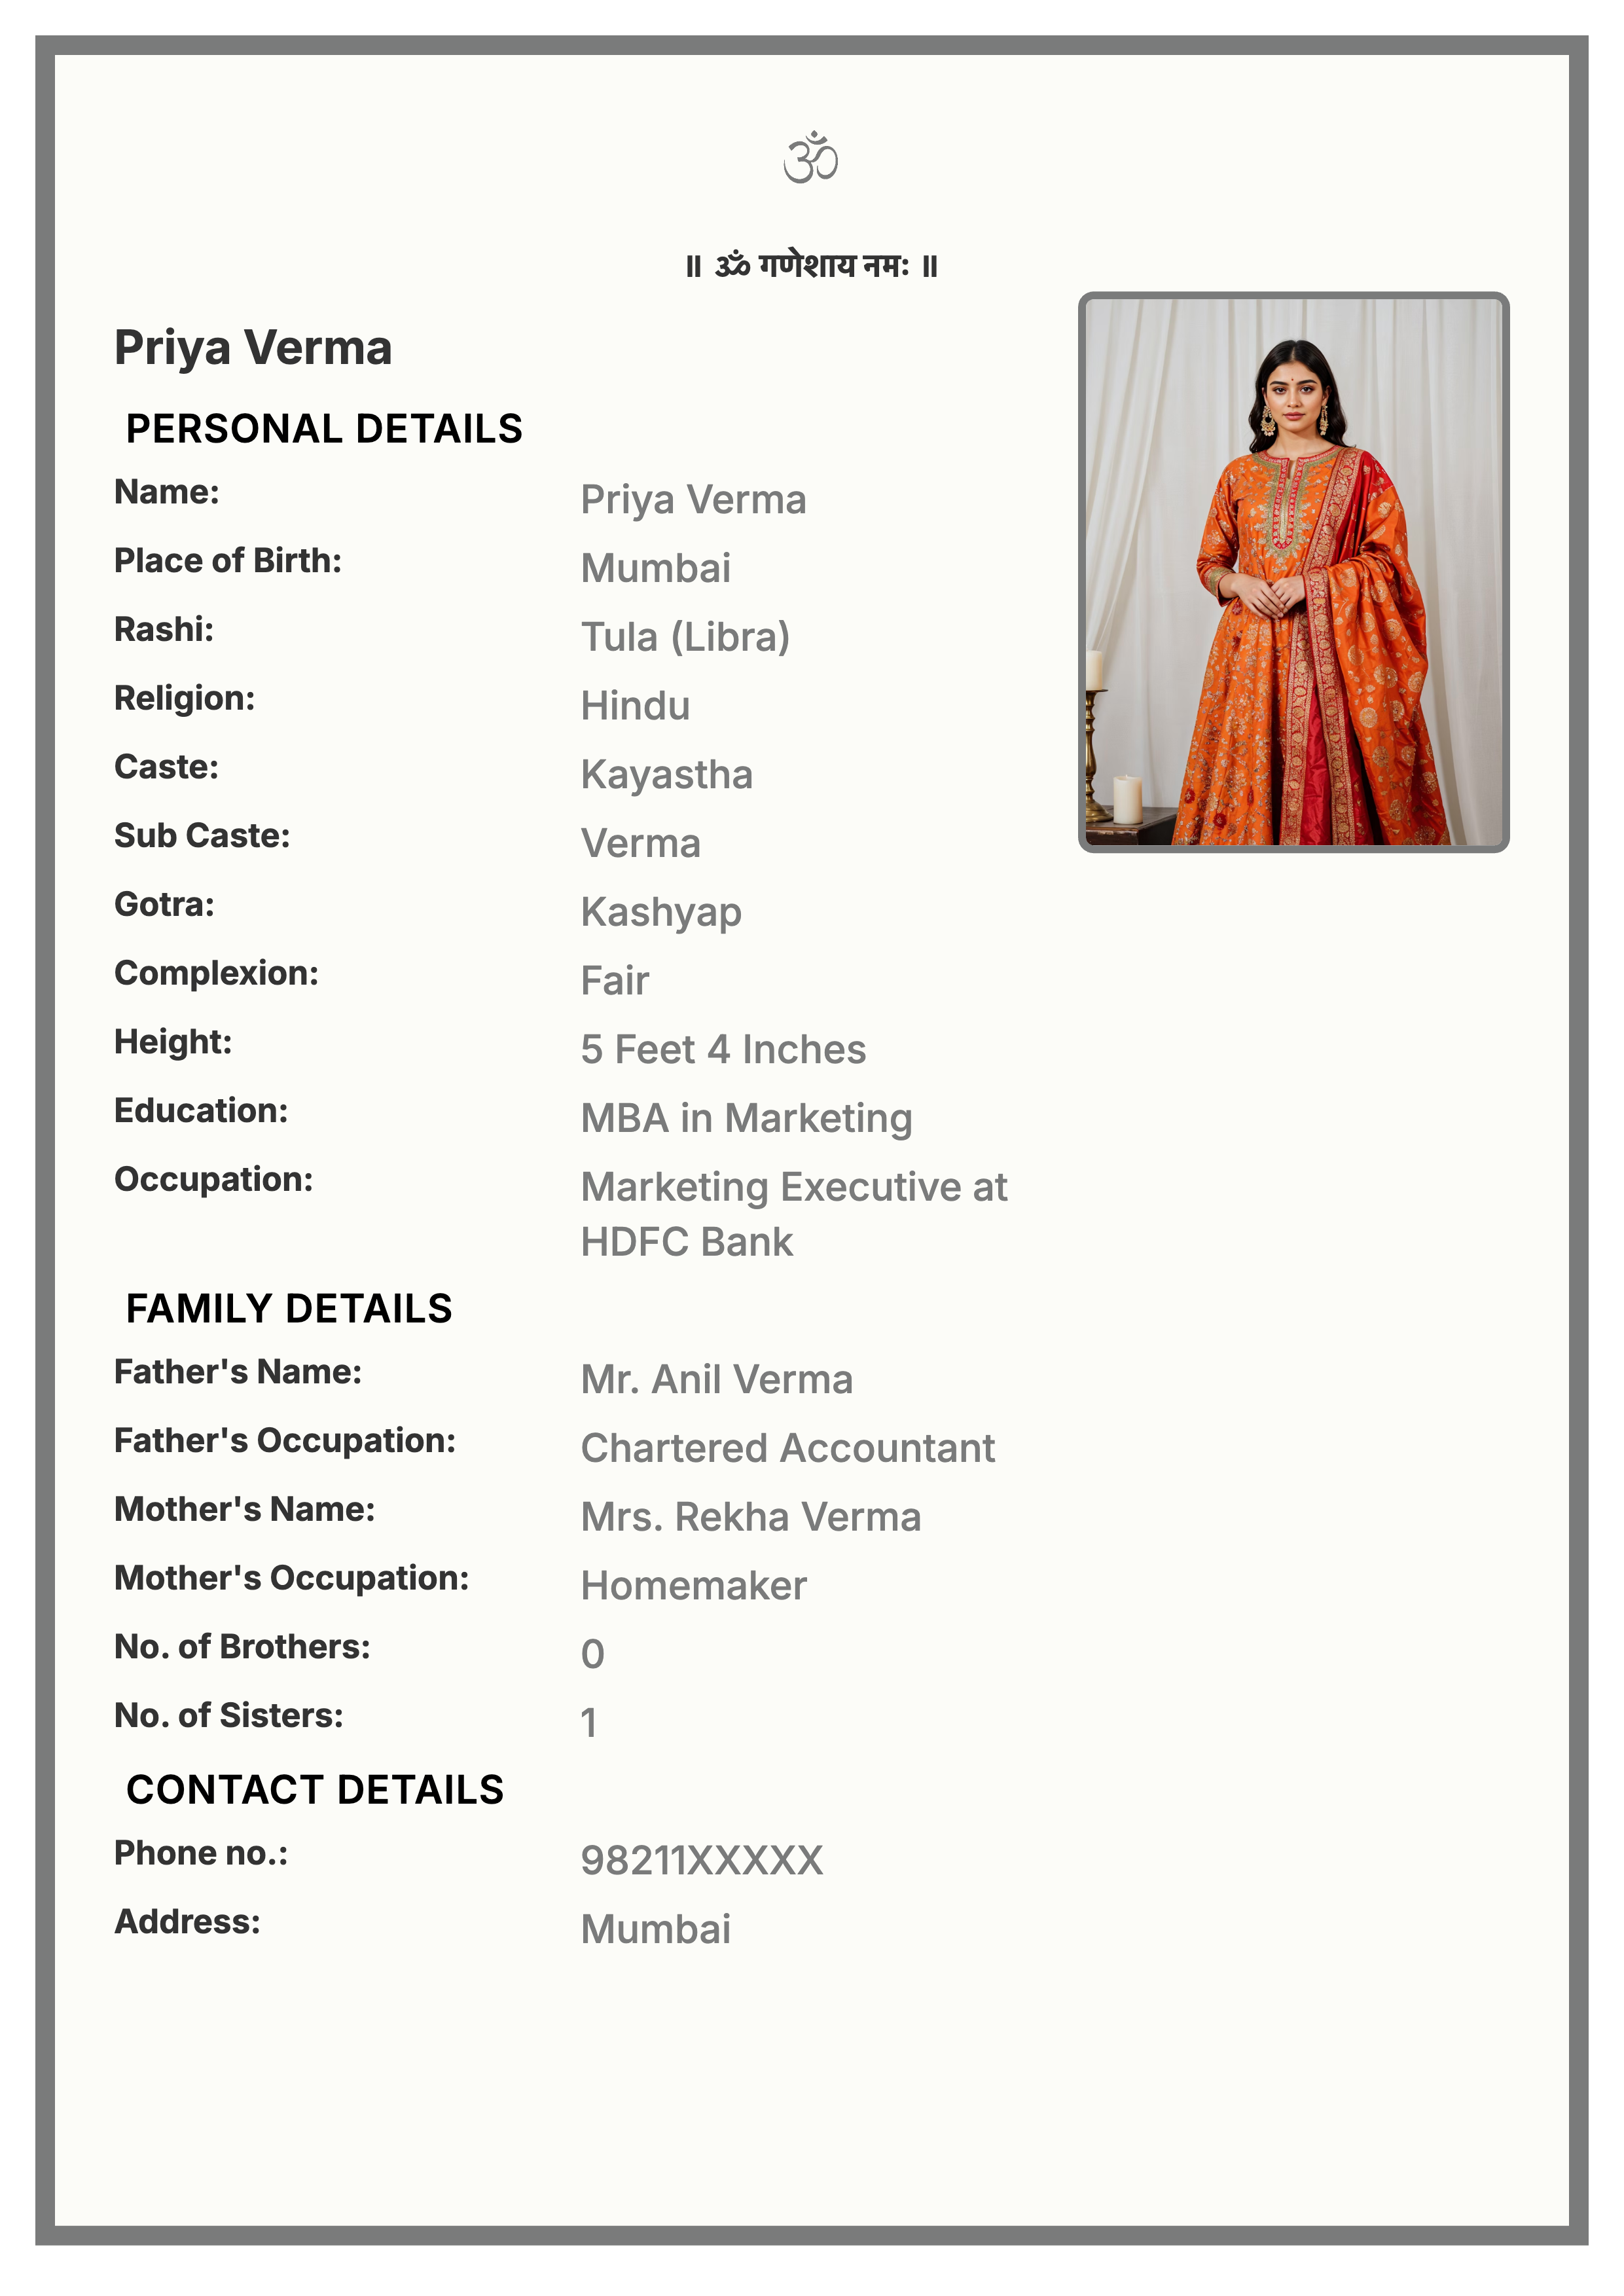 ॐ
॥ ॐ गणेशाय नमः ॥
Priya Verma
PERSONAL DETAILS
Name: Priya Verma
Place of Birth: Mumbai
Rashi: Tula (Libra)
Religion: Hindu
Caste: Kayastha
Sub Caste: Verma
Gotra: Kashyap
Complexion: Fair
Height: 5 Feet 4 Inches
Education: MBA in Marketing
Occupation: Marketing Executive at
HDFC Bank
FAMILY DETAILS
Father's Name: Mr. Anil Verma
Father's Occupation: Chartered Accountant
Mother's Name: Mrs. Rekha Verma
Mother's Occupation: Homemaker
No. of Brothers: 0
No. of Sisters: 1
CONTACT DETAILS
Phone no.: 98211XXXXX
Address: Mumbai